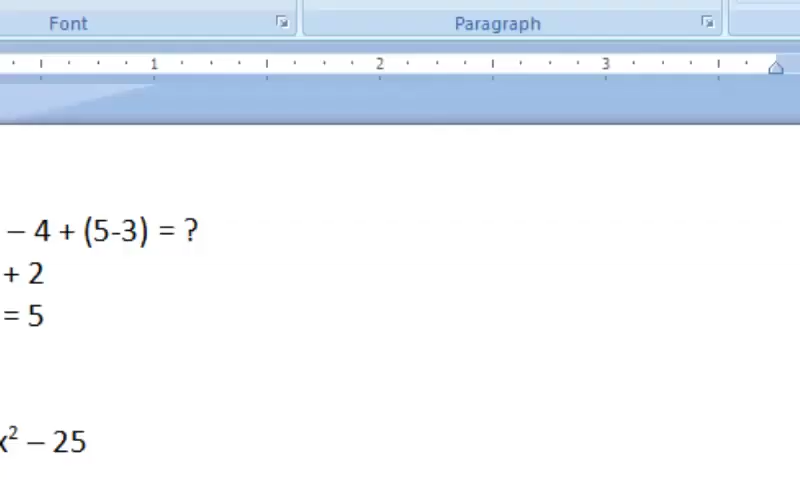 Font Paragraph
1 2 3
– 4 + (5-3) = ?
+ 2
= 5
x² – 25